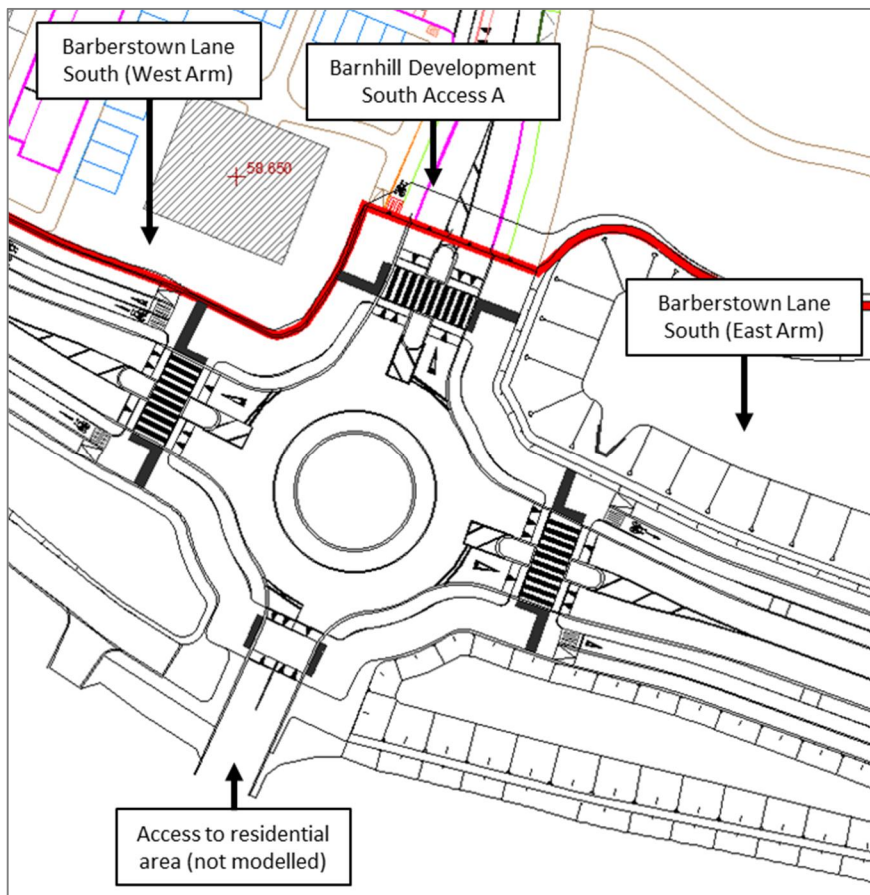 Barberstown Lane
South (West Arm)
Barnhill Development
South Access A
58.650
Barberstown Lane
South (East Arm)
Access to residential
area (not modelled)